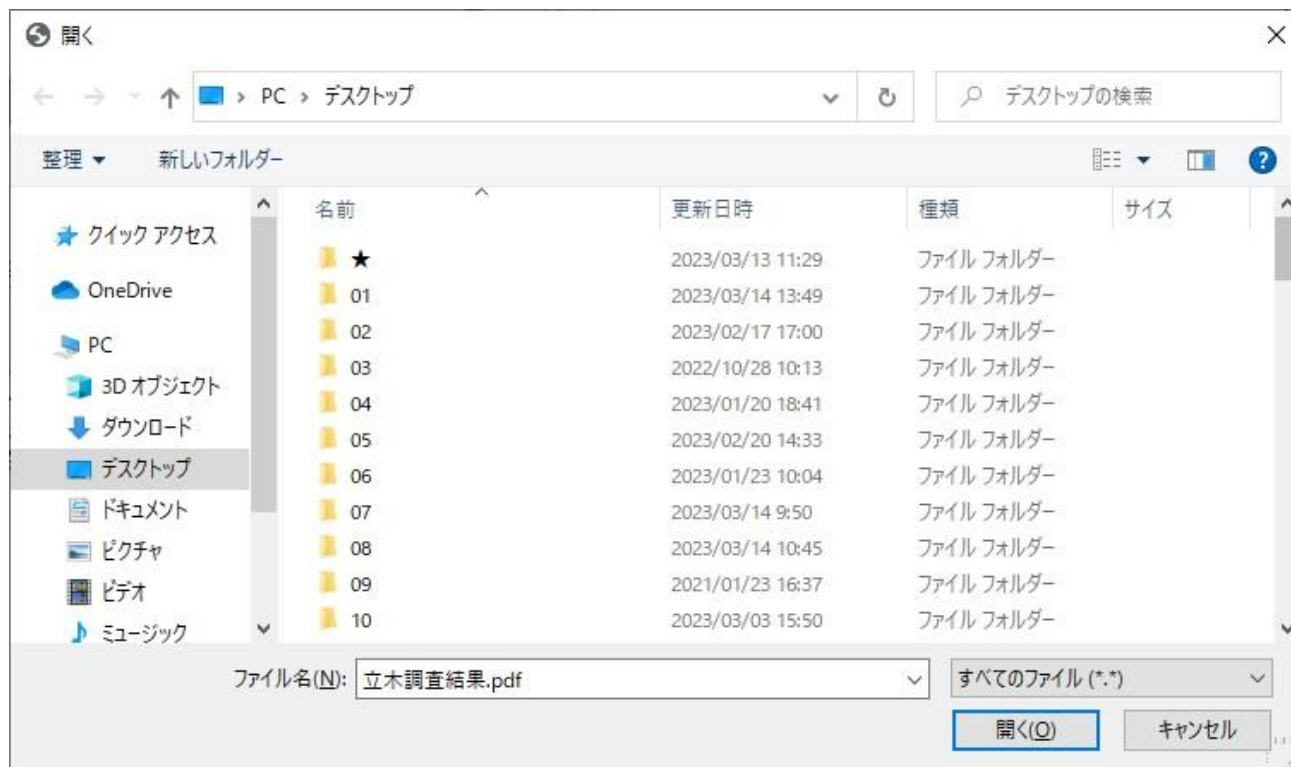 開く
PC › デスクトップ
デスクトップの検索
整理 新しいフォルダー
名前 更新日時 種類 サイズ
クイック アクセス
OneDrive
PC
3D オブジェクト
ダウンロード
デスクトップ
ドキュメント
ピクチャ
ビデオ
ミュージック
★ 2023/03/13 11:29 ファイル フォルダー
01 2023/03/14 13:49 ファイル フォルダー
02 2023/02/17 17:00 ファイル フォルダー
03 2022/10/28 10:13 ファイル フォルダー
04 2023/01/20 18:41 ファイル フォルダー
05 2023/02/20 14:33 ファイル フォルダー
06 2023/01/23 10:04 ファイル フォルダー
07 2023/03/14 9:50 ファイル フォルダー
08 2023/03/14 10:45 ファイル フォルダー
09 2021/01/23 16:37 ファイル フォルダー
10 2023/03/03 15:50 ファイル フォルダー
ファイル名(N): 立木調査結果.pdf すべてのファイル (*.*)
開く(O) キャンセル